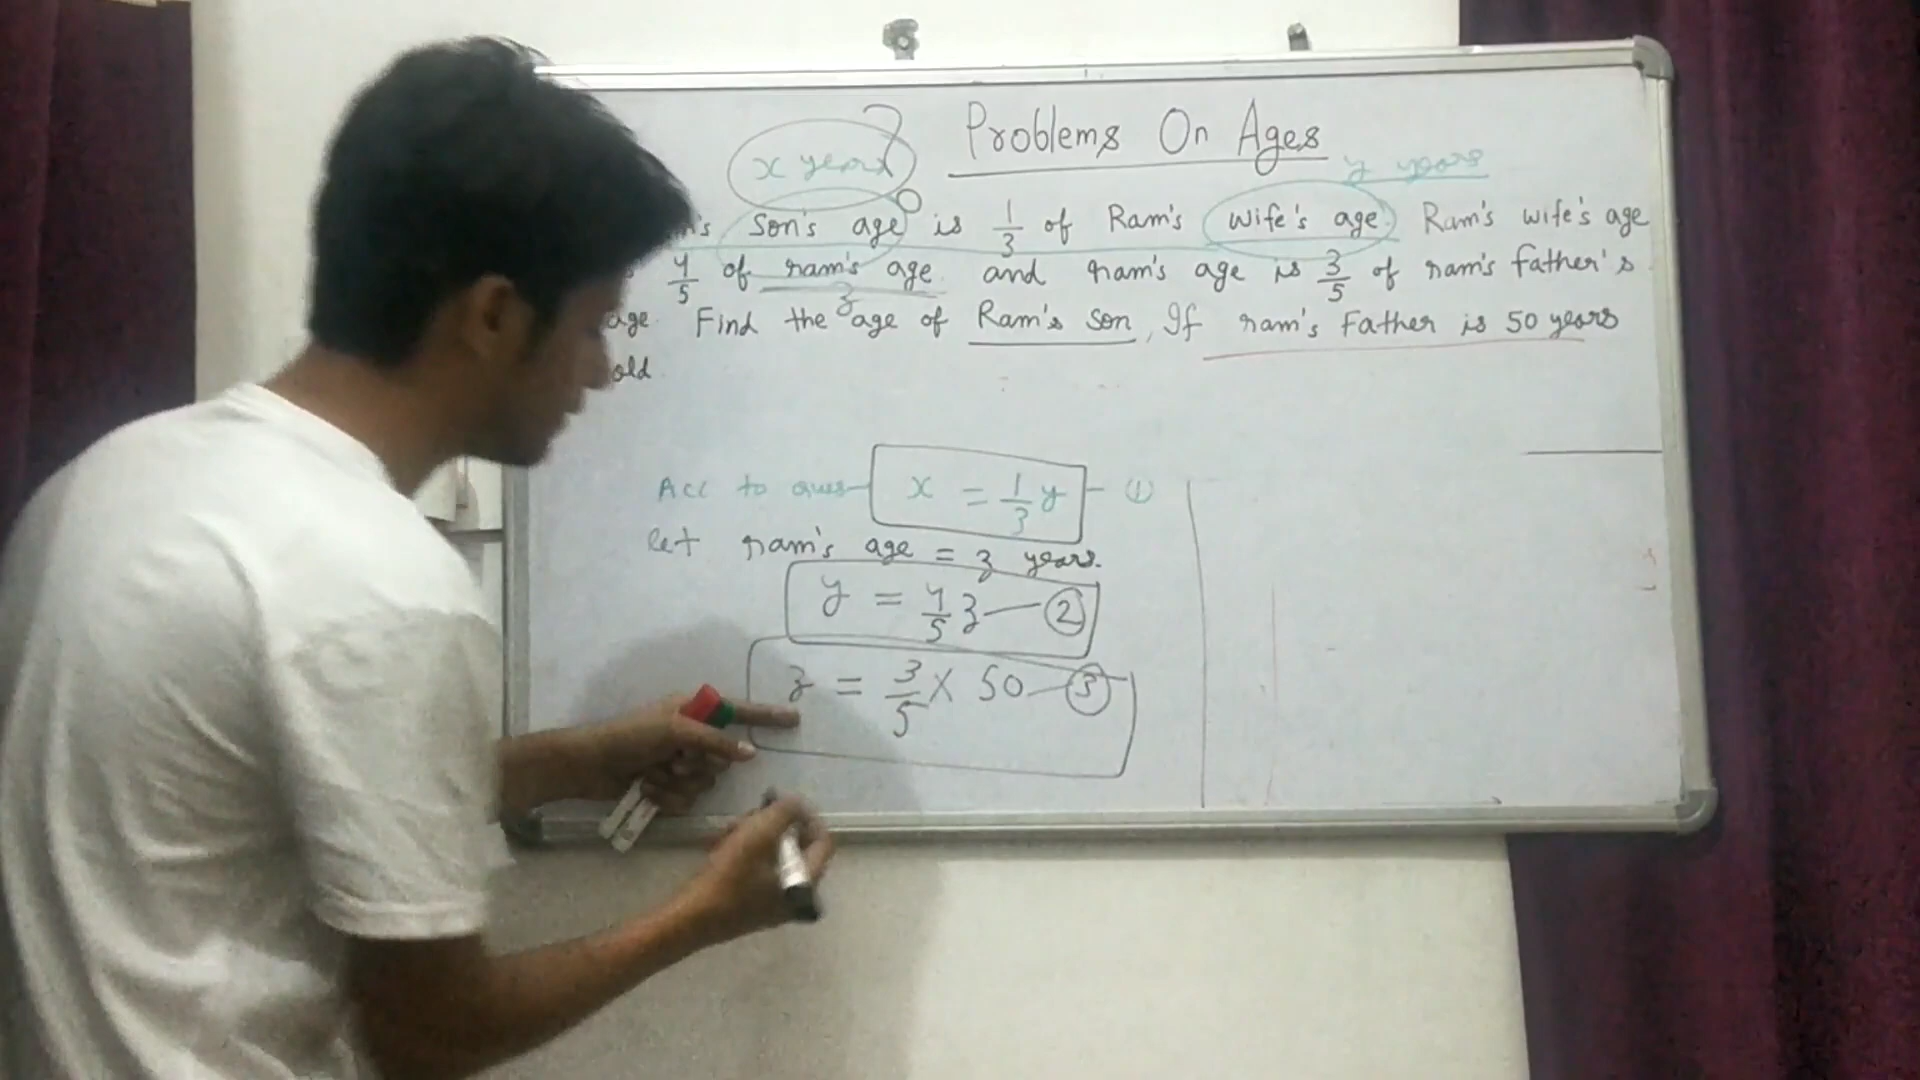 Problems On Ages
x years ?
y years
's Son's age is 1/3 of Ram's wife's age. Ram's wife's age
4/5 of ram's age and ram's age is 3/5 of ram's father's
z
age. Find the age of Ram's son, If ram's Father is 50 years
old.
Acc to ques x = 1/3 y - ①
let ram's age = z years.
y = 4/5 z — ②
z = 3/5 X 50 — ③